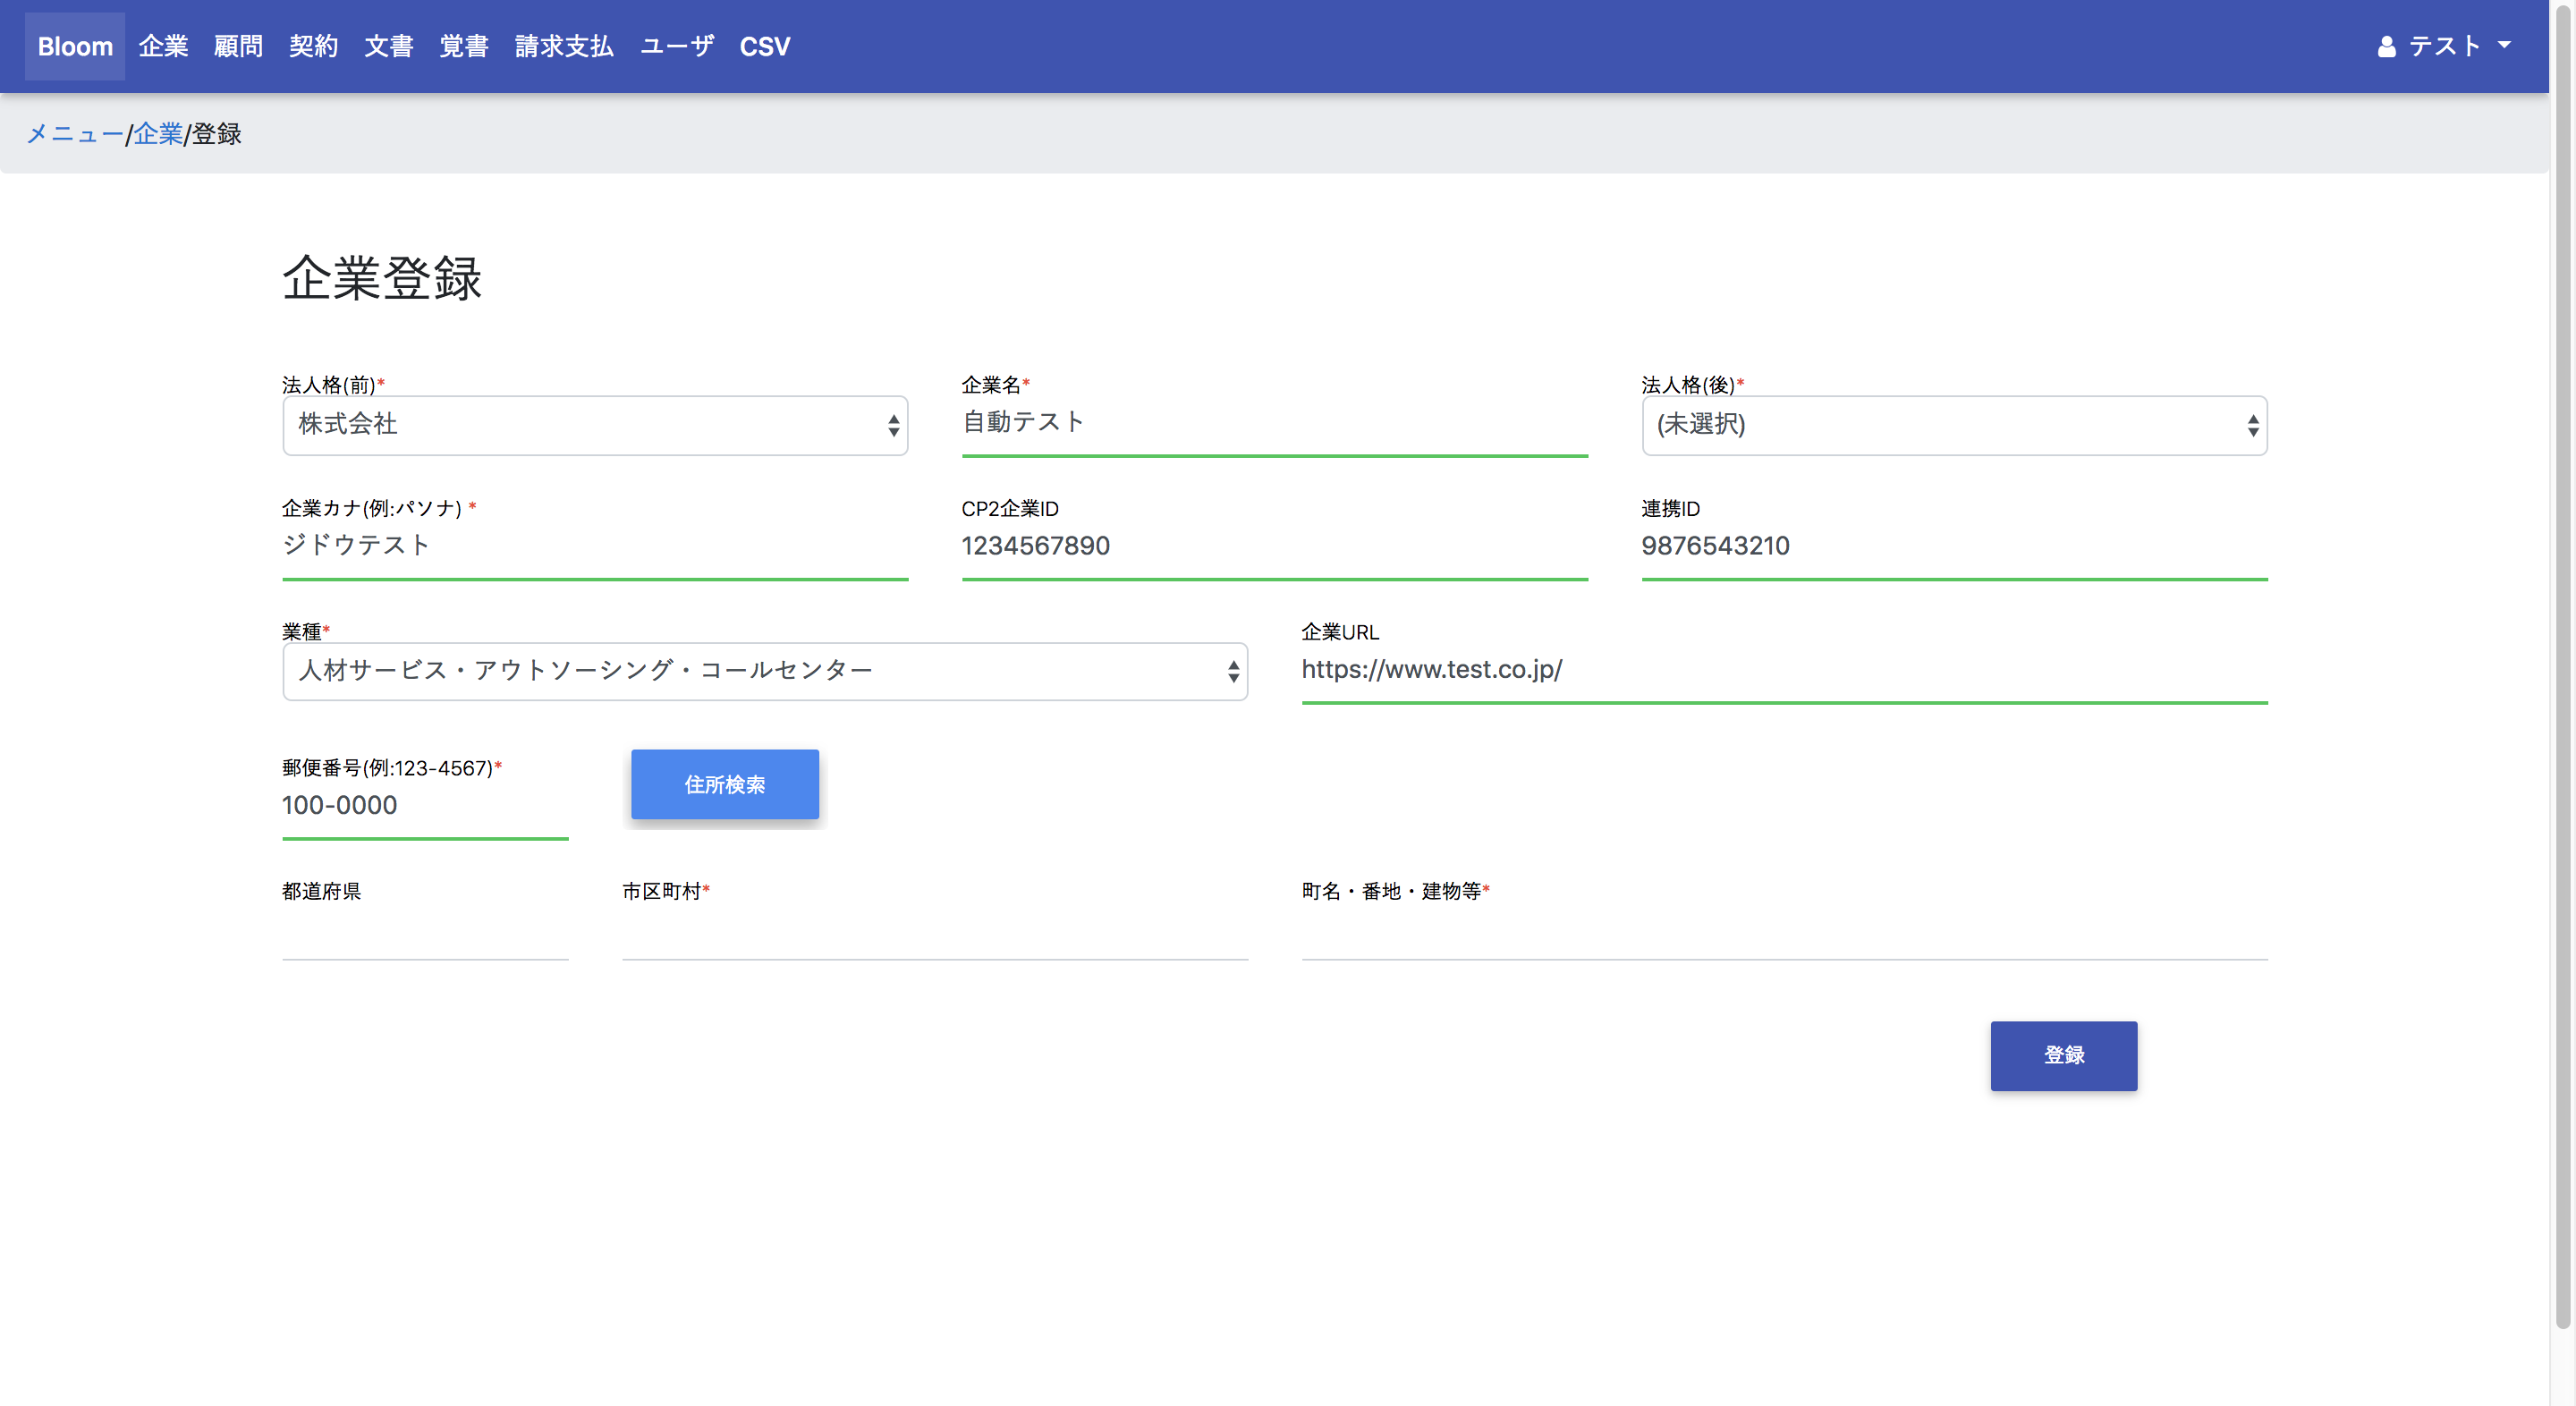 Bloom 企業 顧問 契約 文書 覚書 請求支払 ユーザ CSV テスト
メニュー/企業/登録
企業登録
法人格(前)* 企業名* 法人格(後)*
株式会社 自動テスト (未選択)
企業カナ(例:パソナ) * CP2企業ID 連携ID
ジドウテスト 1234567890 9876543210
業種* 企業URL
人材サービス・アウトソーシング・コールセンター https://www.test.co.jp/
郵便番号(例:123-4567)* 住所検索
100-0000
都道府県 市区町村* 町名・番地・建物等*
登録